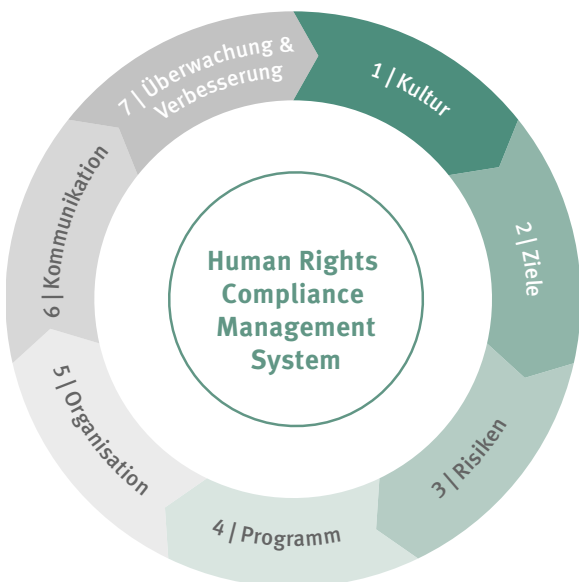 1 | Kultur
2 | Ziele
3 | Risiken
4 | Programm
5 | Organisation
6 | Kommunikation
7 | Überwachung &
Verbesserung
Human Rights
Compliance
Management
System